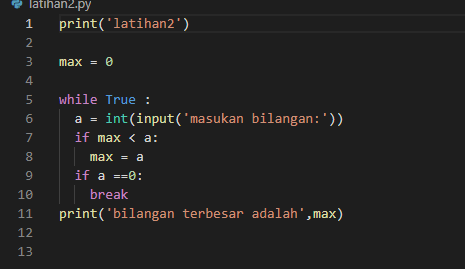 latihan2.py
1 print('latihan2')
2
3 max = 0
4
5 while True :
6   a = int(input('masukan bilangan:'))
7   if max < a:
8     max = a
9   if a ==0:
10     break
11 print('bilangan terbesar adalah',max)
12
13